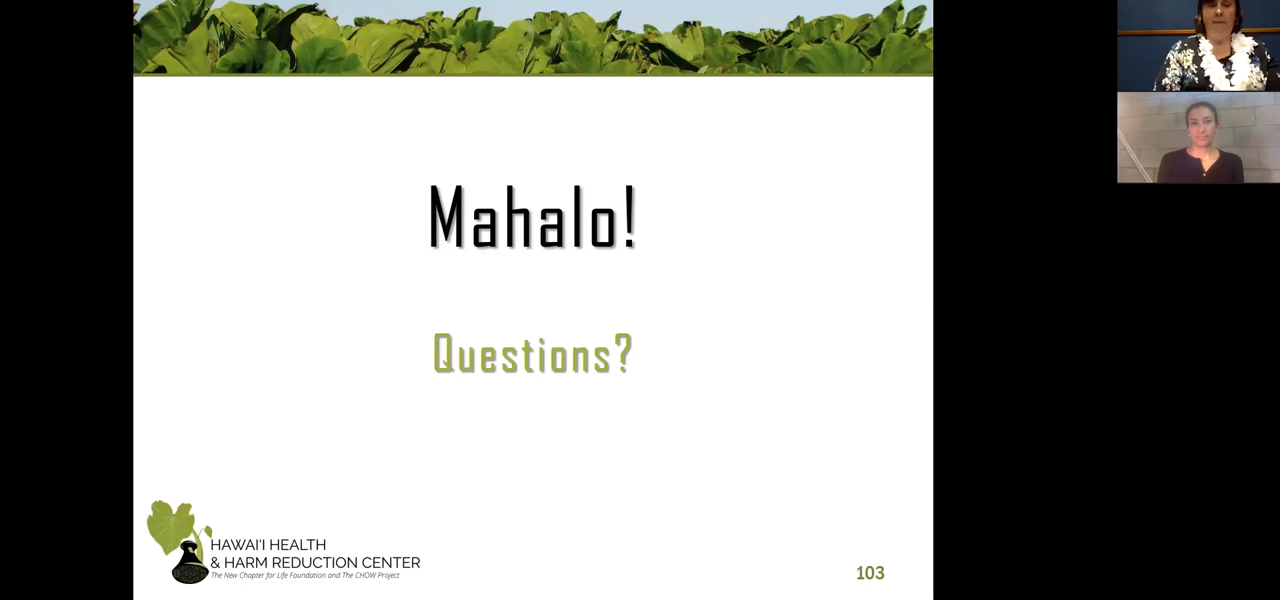 Mahalo!
Questions?
HAWAI'I HEALTH
& HARM REDUCTION CENTER
The New Chapter for Life Foundation and The CHOW Project
103